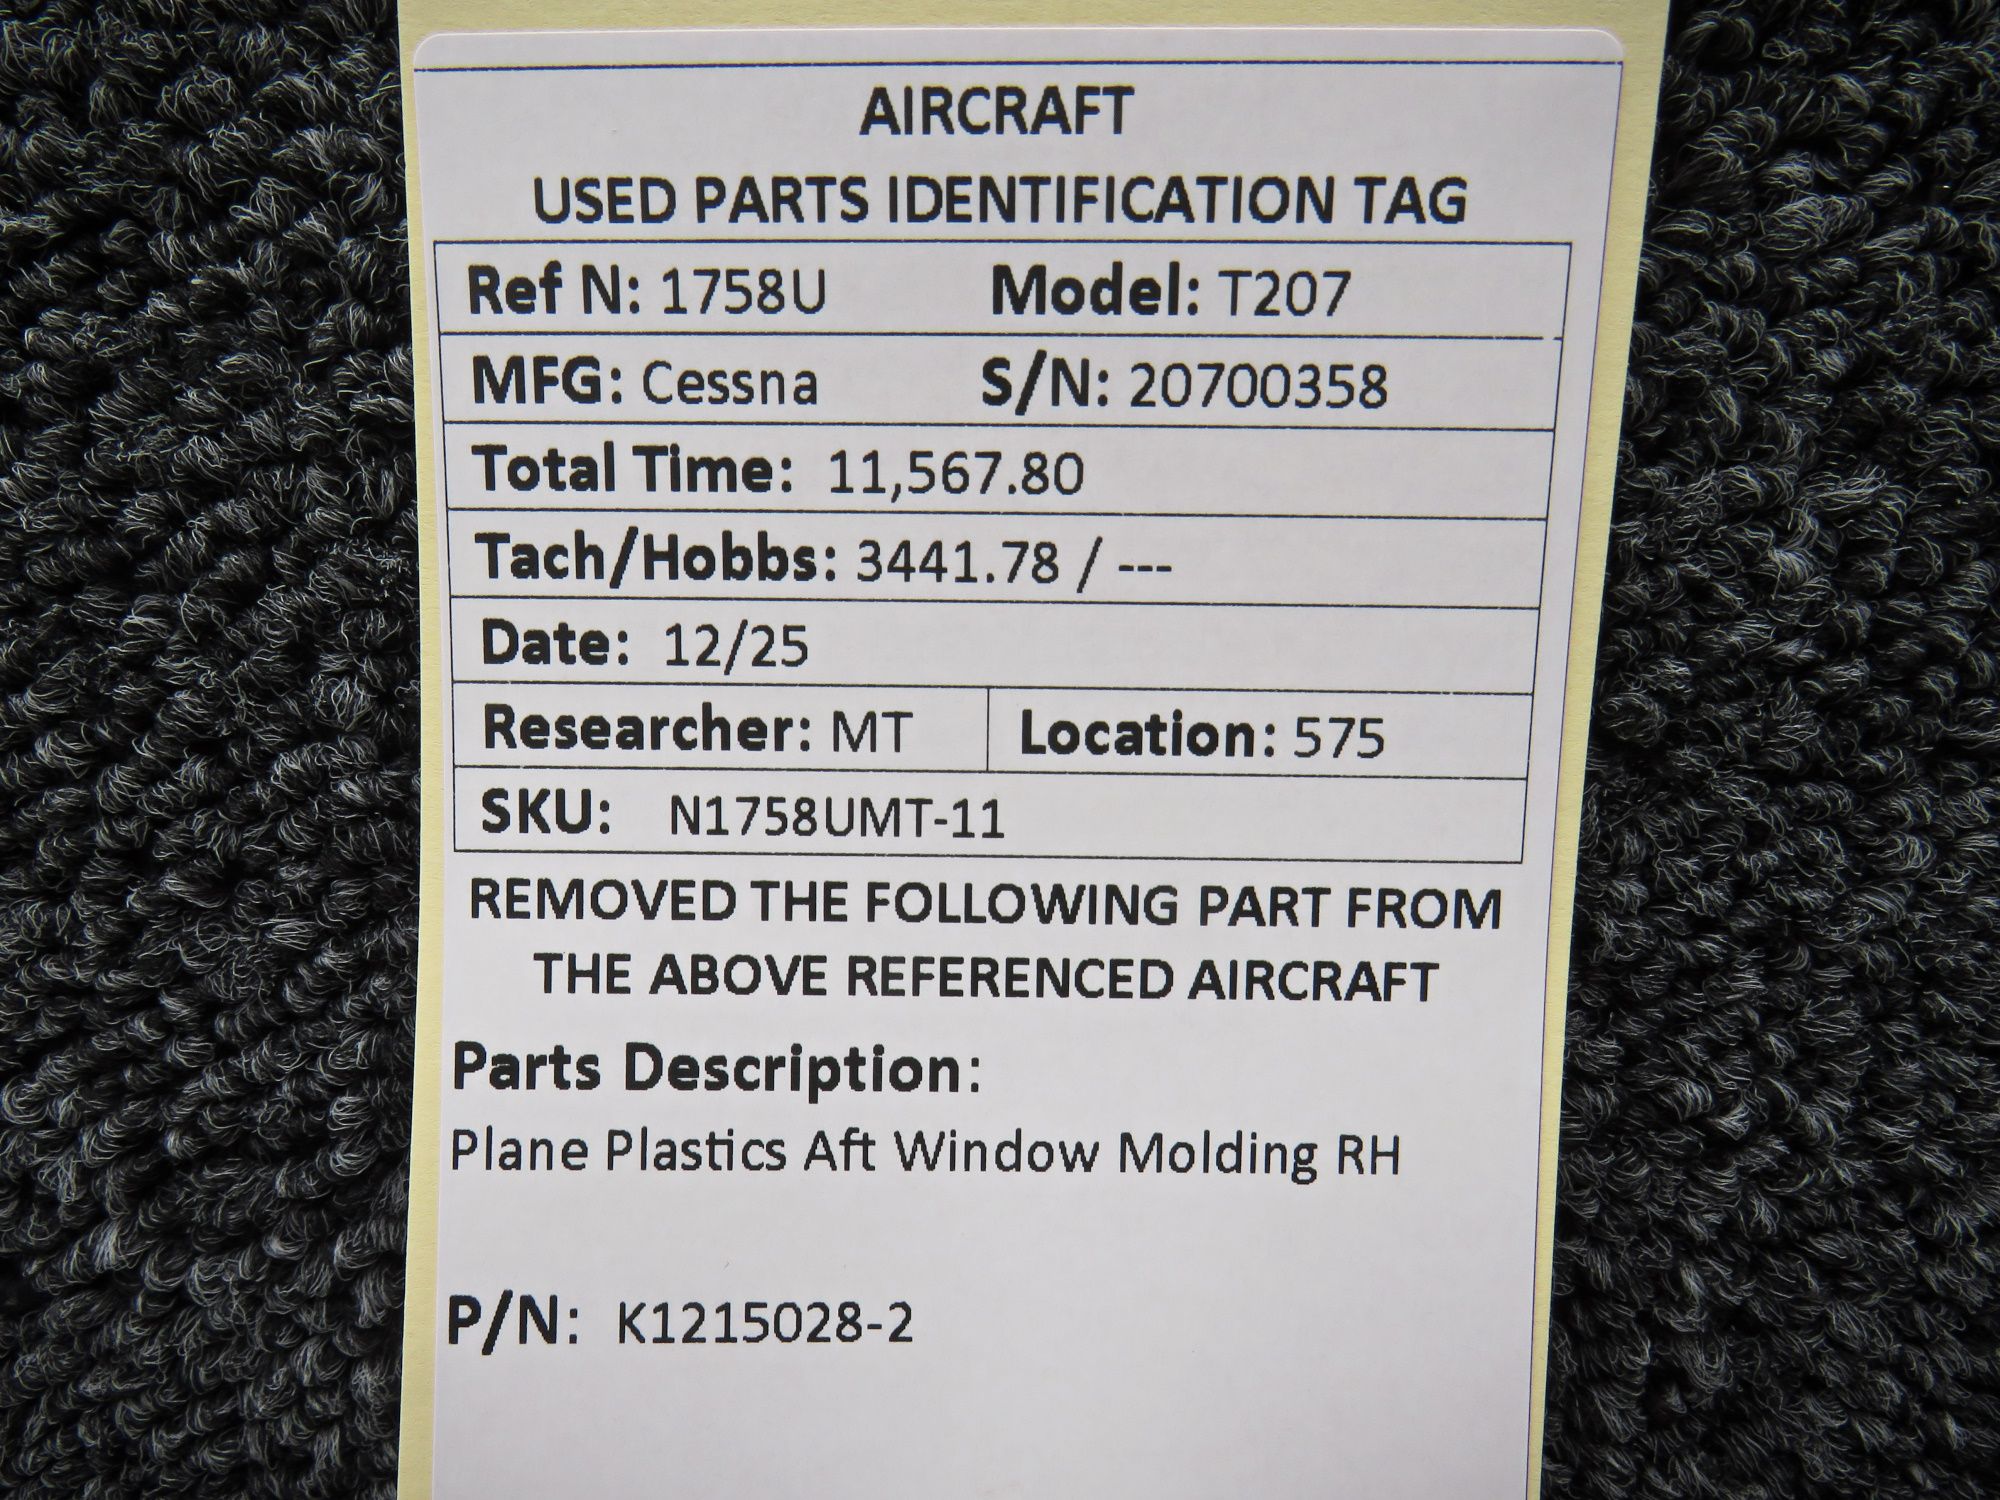 AIRCRAFT
USED PARTS IDENTIFICATION TAG
Ref N: 1758U Model: T207
MFG: Cessna S/N: 20700358
Total Time: 11,567.80
Tach/Hobbs: 3441.78 / ---
Date: 12/25
Researcher: MT Location: 575
SKU: N1758UMT-11
REMOVED THE FOLLOWING PART FROM
THE ABOVE REFERENCED AIRCRAFT
Parts Description:
Plane Plastics Aft Window Molding RH
P/N: K1215028-2